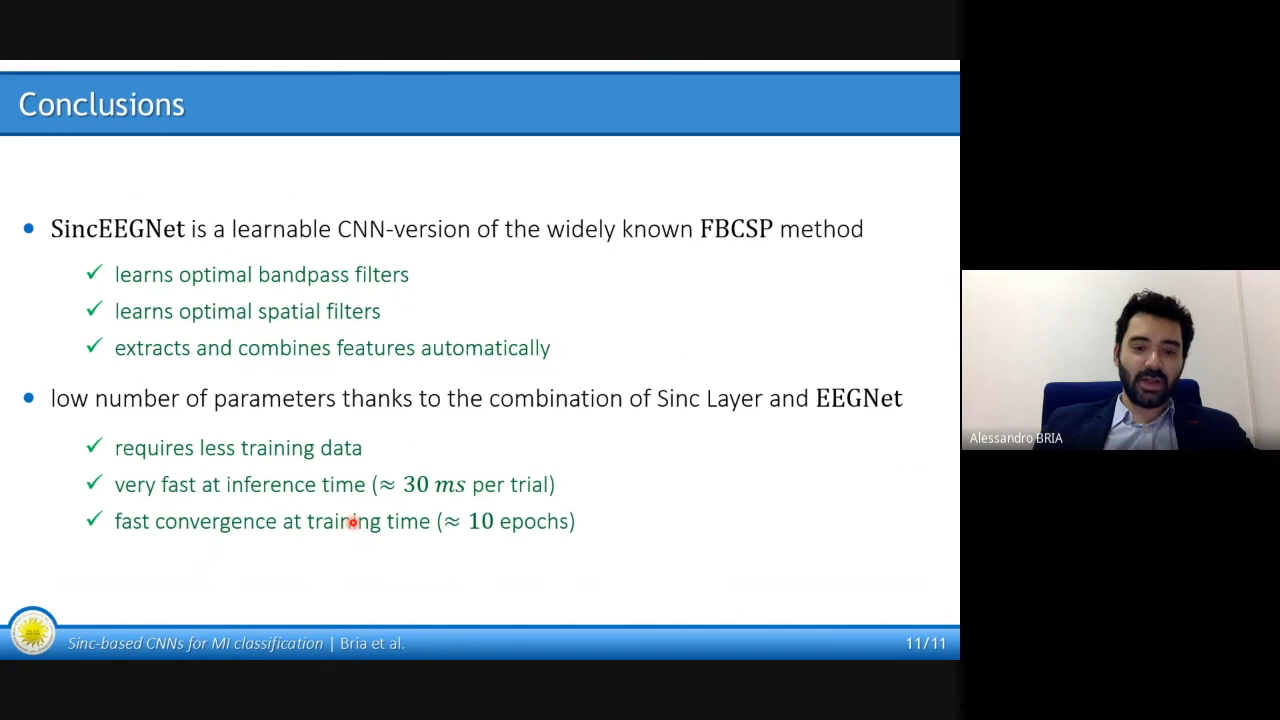 Conclusions
• SincEEGNet is a learnable CNN-version of the widely known FBCSP method
✓ learns optimal bandpass filters
✓ learns optimal spatial filters
✓ extracts and combines features automatically
• low number of parameters thanks to the combination of Sinc Layer and EEGNet
✓ requires less training data
✓ very fast at inference time (≈ 30 ms per trial)
✓ fast convergence at training time (≈ 10 epochs)
Sinc-based CNNs for MI classification | Bria et al.
11/11
Alessandro BRIA